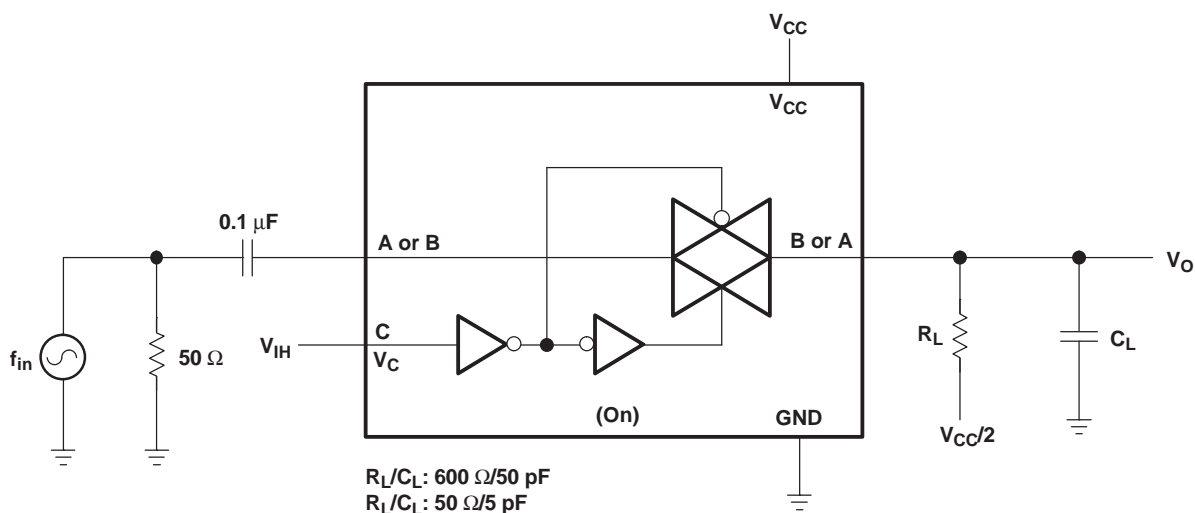 VCC
VCC
0.1 μF
A or B
B or A
VO
fin
50 Ω
VIH
C
VC
RL
CL
(On)
GND
VCC/2
RL/CL: 600 Ω/50 pF
RL/CL: 50 Ω/5 pF